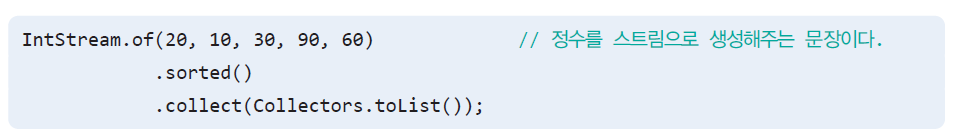 IntStream.of(20, 10, 30, 90, 60) // 정수를 스트림으로 생성해주는 문장이다.
.sorted()
.collect(Collectors.toList());